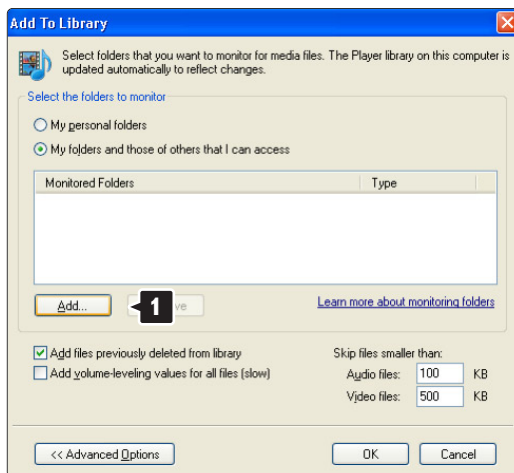 Add To Library
Select folders that you want to monitor for media files. The Player library on this computer is
updated automatically to reflect changes.
Select the folders to monitor
My personal folders
My folders and those of others that I can access
Monitored Folders Type
Add... 1 ve Learn more about monitoring folders
Add files previously deleted from library Skip files smaller than:
Add volume-leveling values for all files (slow) Audio files: 100 KB
Video files: 500 KB
<< Advanced Options OK Cancel